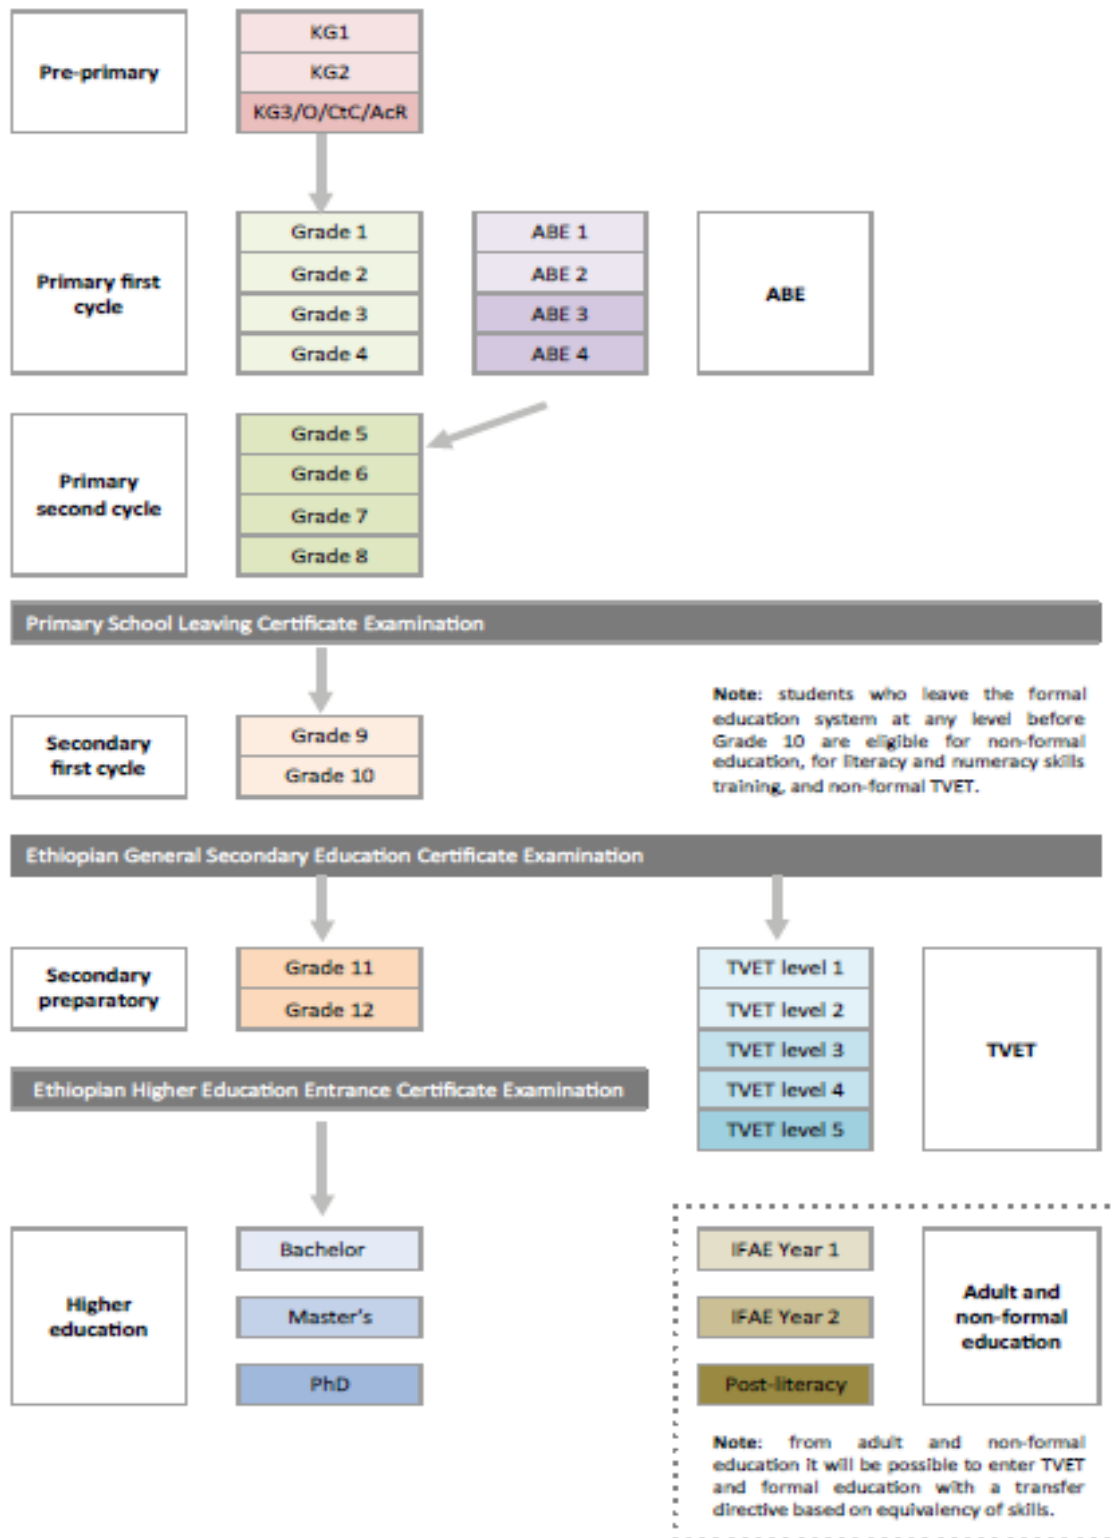 Pre-primary
KG1
KG2
KG3/O/CtC/AcR
Primary first
cycle
Grade 1
Grade 2
Grade 3
Grade 4
ABE 1
ABE 2
ABE 3
ABE 4
ABE
Primary
second cycle
Grade 5
Grade 6
Grade 7
Grade 8
Primary School Leaving Certificate Examination
Secondary
first cycle
Grade 9
Grade 10
Note: students who leave the formal
education system at any level before
Grade 10 are eligible for non-formal
education, for literacy and numeracy skills
training, and non-formal TVET.
Ethiopian General Secondary Education Certificate Examination
Secondary
preparatory
Grade 11
Grade 12
TVET level 1
TVET level 2
TVET level 3
TVET level 4
TVET level 5
TVET
Ethiopian Higher Education Entrance Certificate Examination
Higher
education
Bachelor
Master's
PhD
IFAE Year 1
IFAE Year 2
Post-literacy
Adult and
non-formal
education
Note: from adult and non-formal
education it will be possible to enter TVET
and formal education with a transfer
directive based on equivalency of skills.